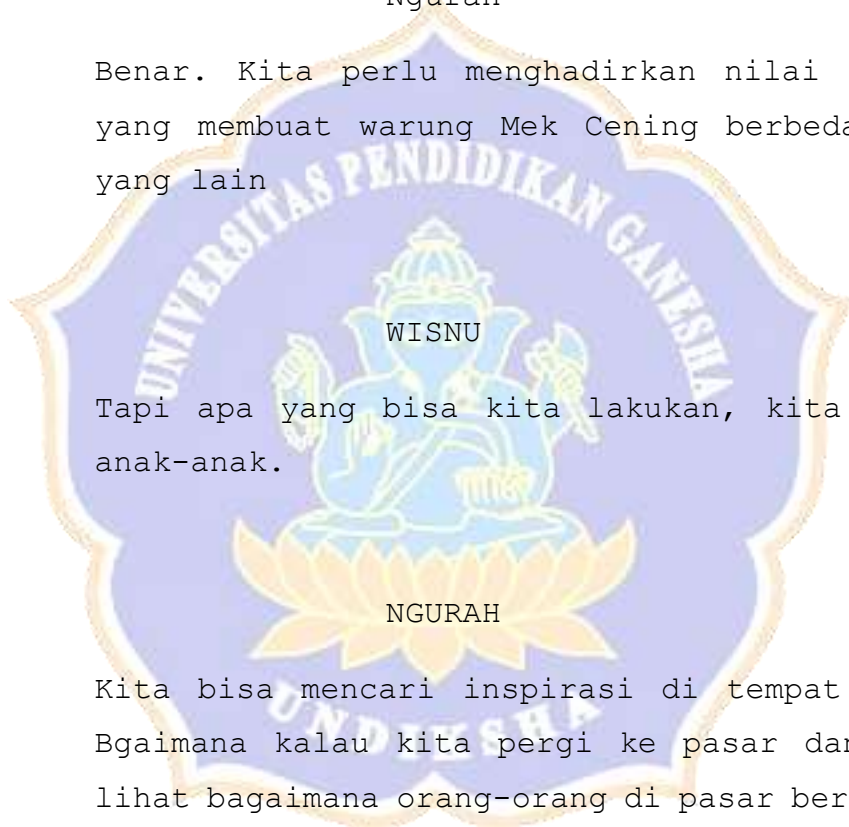 Ngurah
Benar. Kita perlu menghadirkan nilai
yang membuat warung Mek Cening berbeda
yang lain
UNIVERSITAS PENDIDIKAN GANESHA
WISNU
Tapi apa yang bisa kita lakukan, kita
anak-anak.
NGURAH
Kita bisa mencari inspirasi di tempat
UNDIKSHA
Bgaimana kalau kita pergi ke pasar dan
lihat bagaimana orang-orang di pasar ber